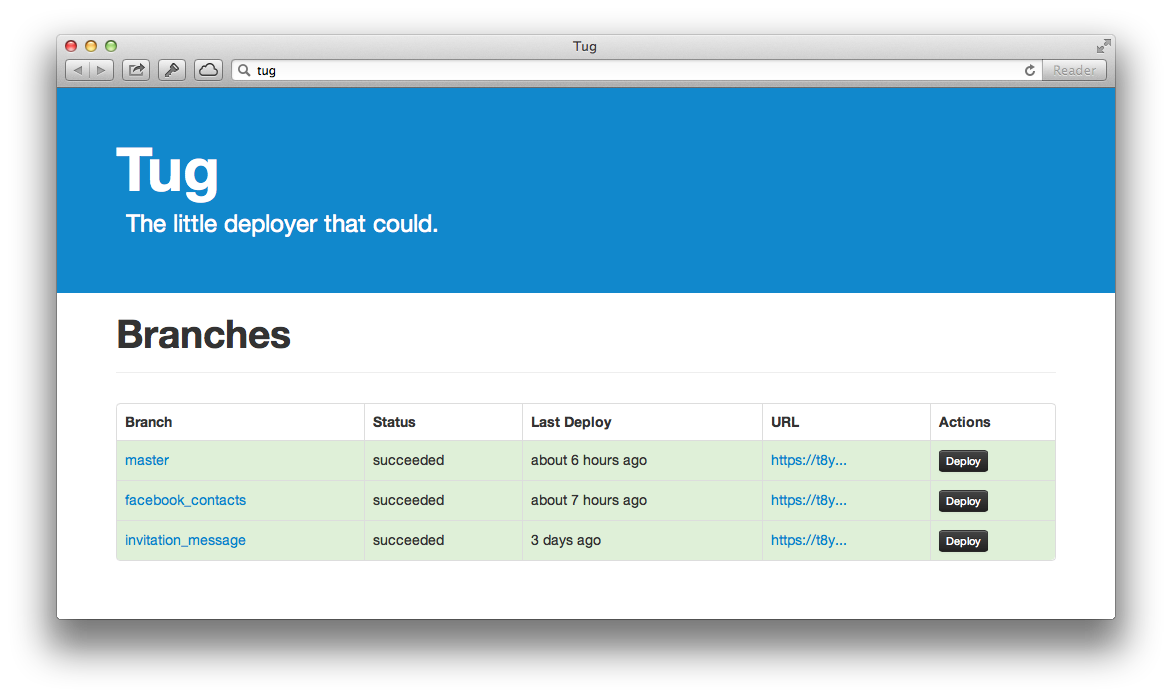 Tug
tug
Reader
Tug
The little deployer that could.
Branches
Branch Status Last Deploy URL Actions
master succeeded about 6 hours ago https://t8y... Deploy
facebook_contacts succeeded about 7 hours ago https://t8y... Deploy
invitation_message succeeded 3 days ago https://t8y... Deploy